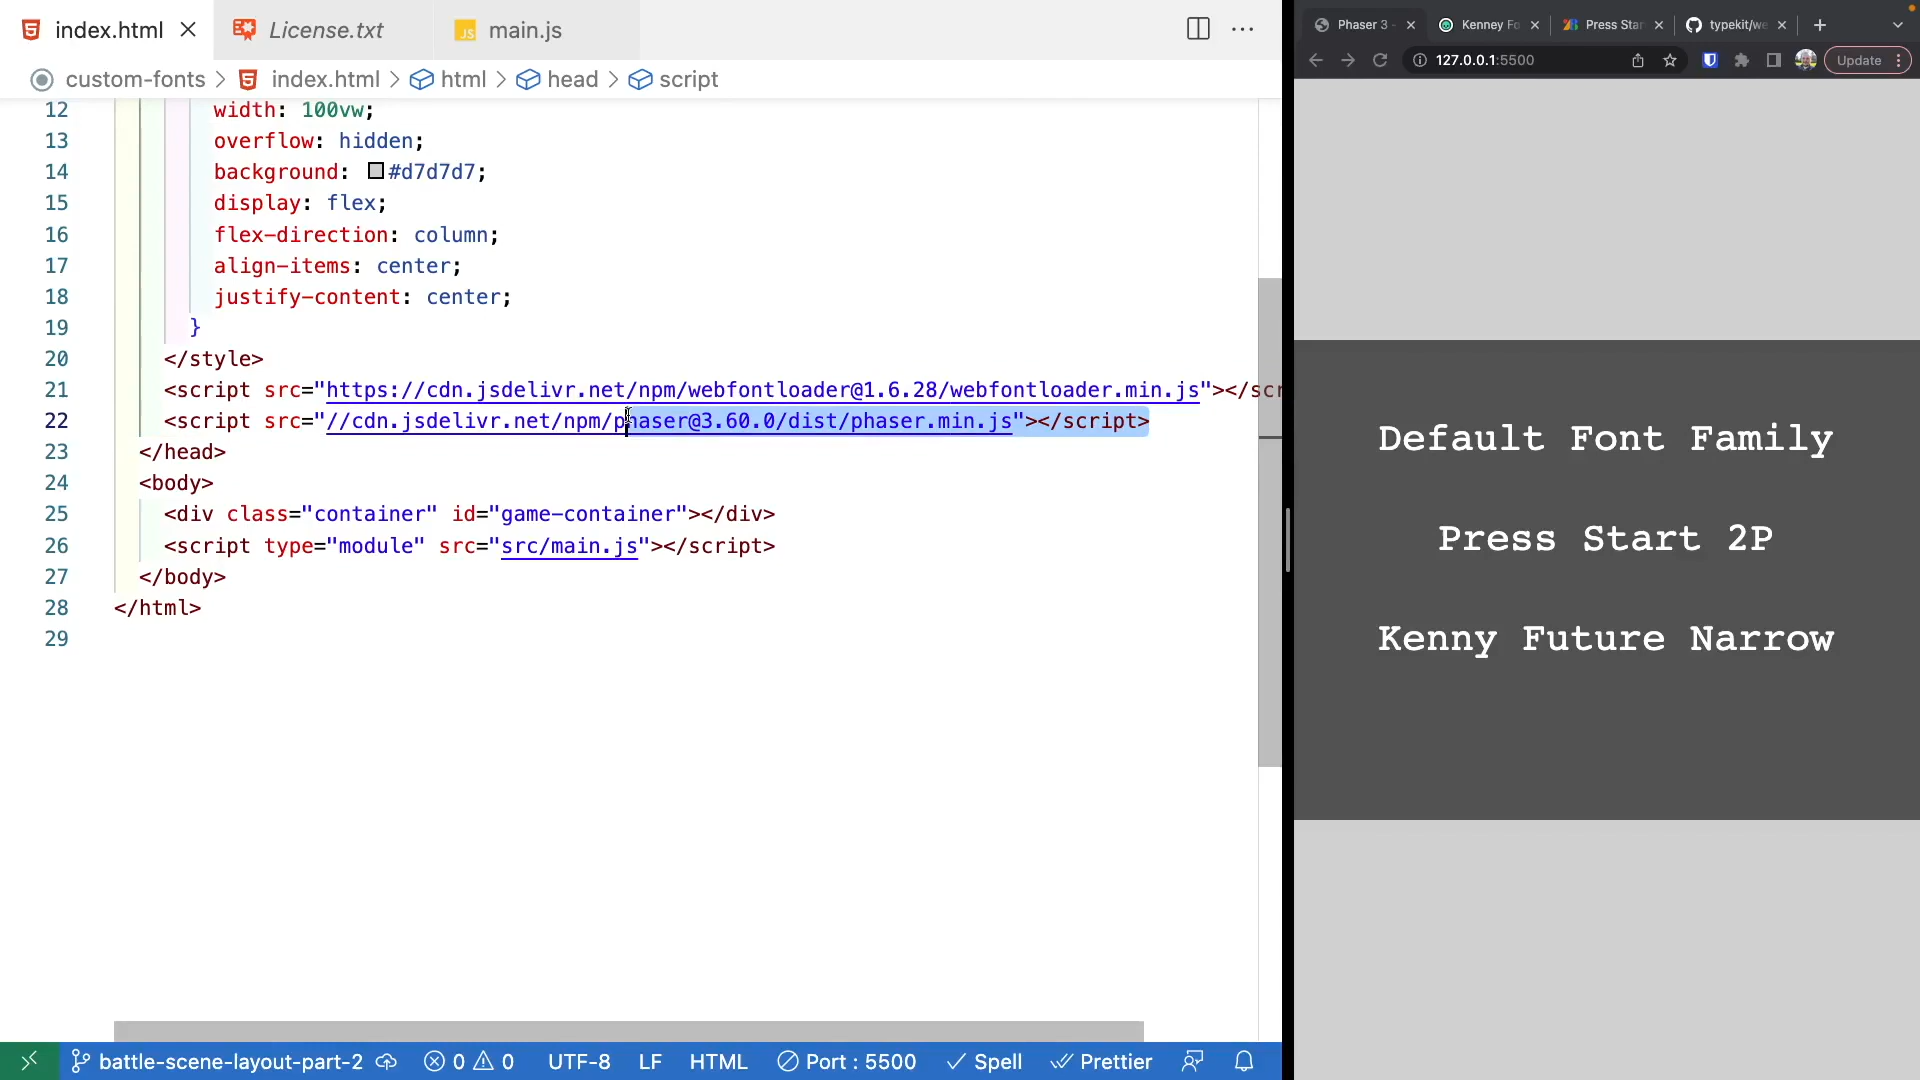 index.html
License.txt
JS main.js
custom-fonts > index.html > html > head > script
12 width: 100vw;
13 overflow: hidden;
14 background: #d7d7d7;
15 display: flex;
16 flex-direction: column;
17 align-items: center;
18 justify-content: center;
19 }
20 </style>
21 <script src="https://cdn.jsdelivr.net/npm/webfontloader@1.6.28/webfontloader.min.js"></scr
22 <script src="//cdn.jsdelivr.net/npm/phaser@3.60.0/dist/phaser.min.js"></script>
23 </head>
24 <body>
25 <div class="container" id="game-container"></div>
26 <script type="module" src="src/main.js"></script>
27 </body>
28 </html>
29
battle-scene-layout-part-2 0 0 UTF-8 LF HTML Port : 5500 Spell Prettier
Phaser 3 -
Kenney Fo
Press Star
typekit/we
127.0.0.1:5500
Update
Default Font Family
Press Start 2P
Kenny Future Narrow